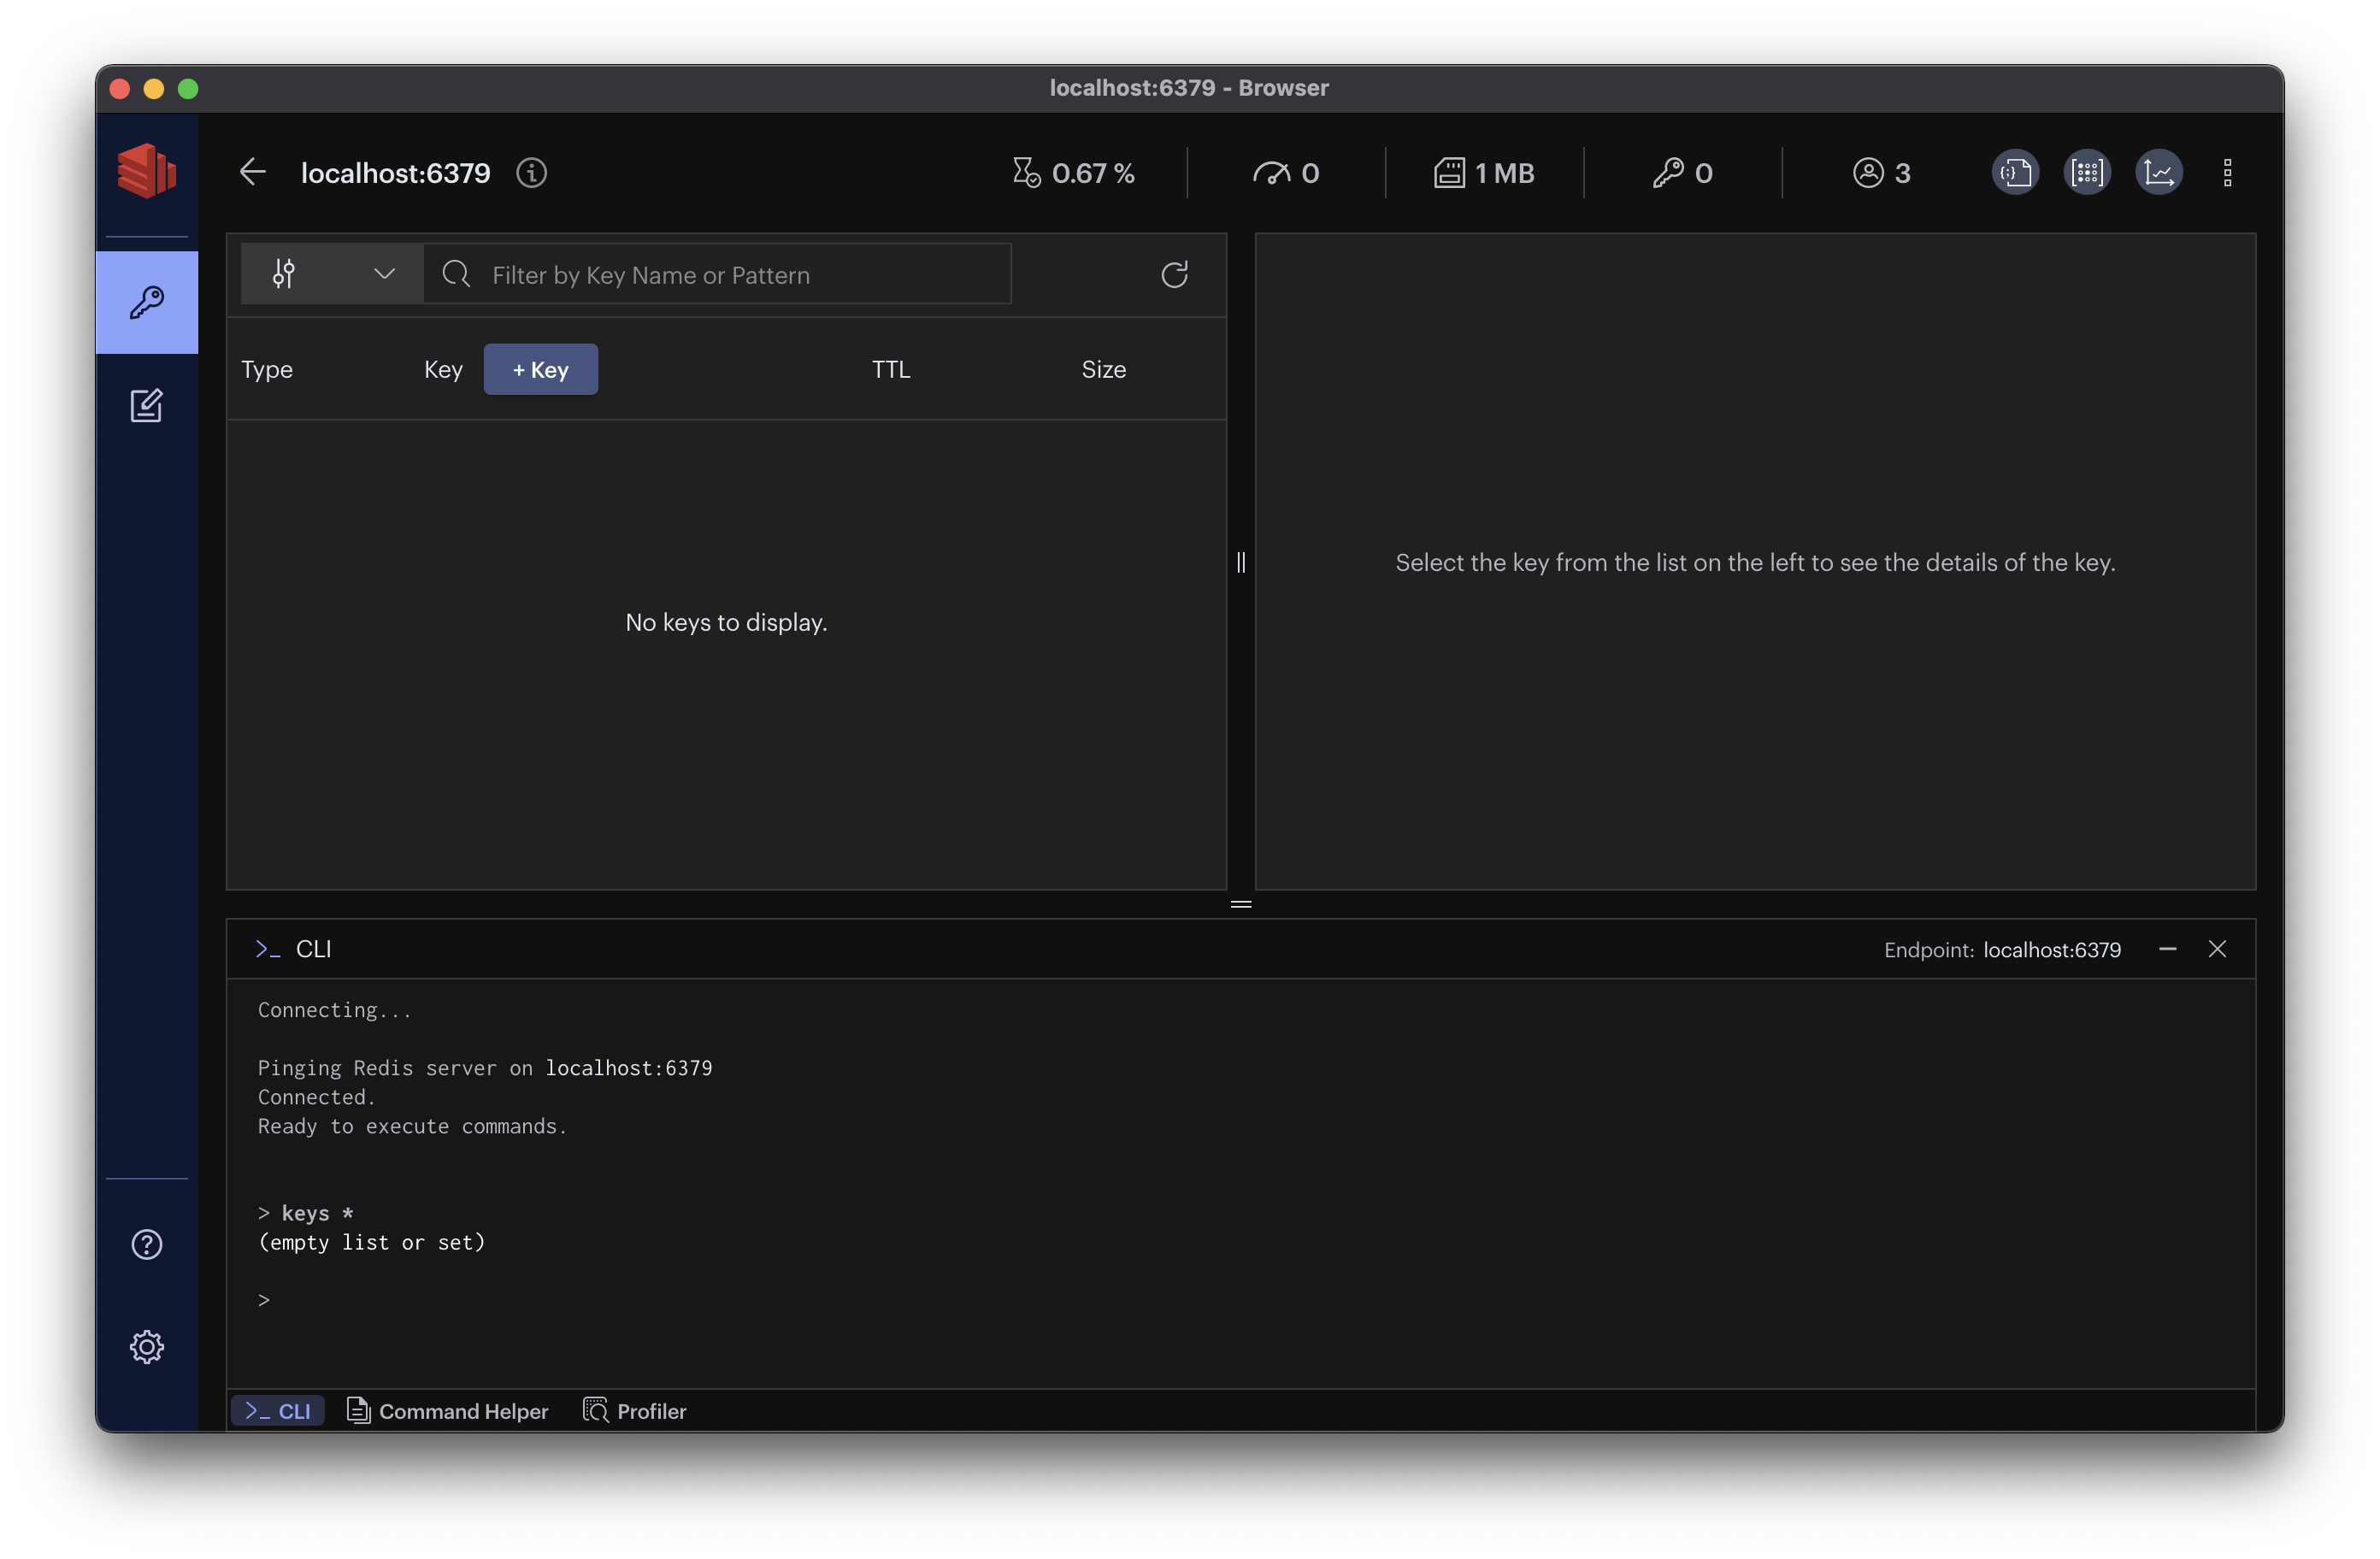 localhost:6379 - Browser
localhost:6379
0.67 %
0
1 MB
0
3
Filter by Key Name or Pattern
Type
Key
+ Key
TTL
Size
No keys to display.
Select the key from the list on the left to see the details of the key.
>_ CLI
Endpoint: localhost:6379
Connecting...
Pinging Redis server on localhost:6379
Connected.
Ready to execute commands.
> keys *
(empty list or set)
>
>_ CLI
Command Helper
Profiler